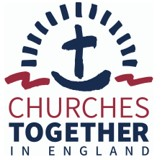 CHURCHES
TOGETHER
IN ENGLAND